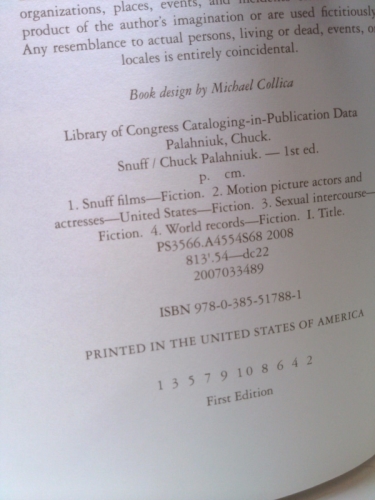 organizations, places, events, and
product of the author's imagination or are used fictitiously
Any resemblance to actual persons, living or dead, events, o
locales is entirely coincidental.
Book design by Michael Collica
Library of Congress Cataloging-in-Publication Data
Palahniuk, Chuck.
Snuff / Chuck Palahniuk. — 1st ed.
p. cm.
1. Snuff films—Fiction. 2. Motion picture actors and
actresses—United States—Fiction. 3. Sexual intercourse—
Fiction. 4. World records—Fiction. I. Title.
PS3566.A4554S68 2008
813'.54—dc22
2007033489
ISBN 978-0-385-51788-1
PRINTED IN THE UNITED STATES OF AMERICA
1 3 5 7 9 10 8 6 4 2
First Edition